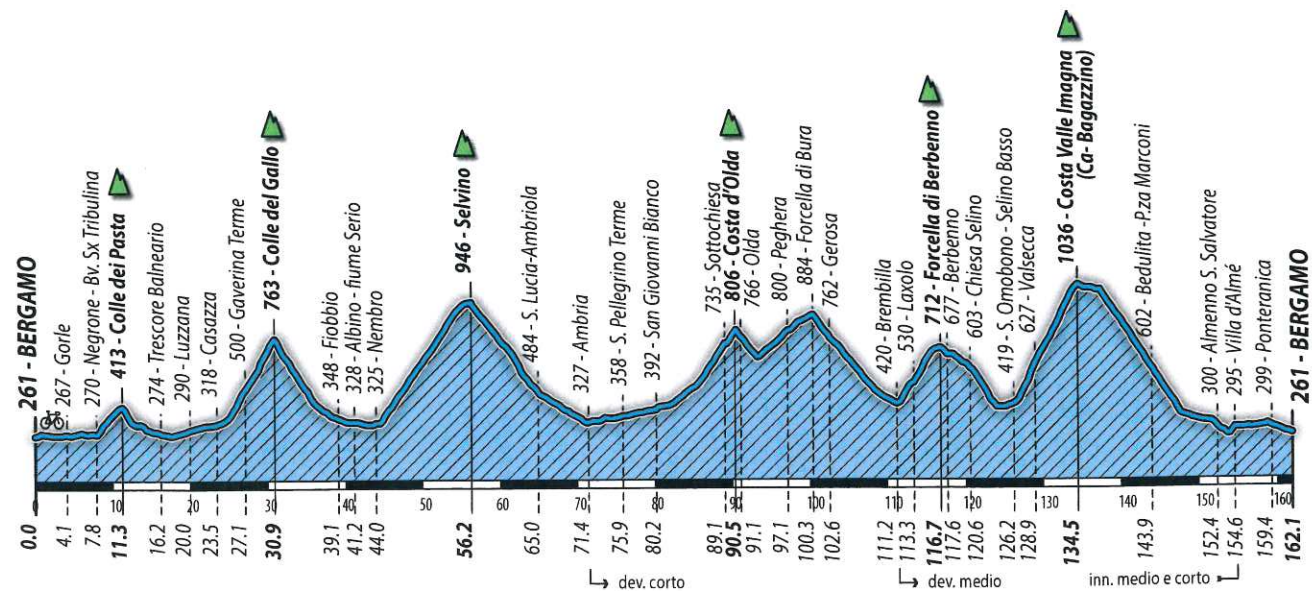 261 - BERGAMO
267 - Gorle
270 - Negrone - Bv. Sx Tribulina
413 - Colle dei Pasta
274 - Trescore Balneario
290 - Luzzana
318 - Casazza
500 - Gaverina Terme
763 - Colle del Gallo
348 - Fiobbio
328 - Albino - fiume Serio
325 - Nembro
946 - Selvino
484 - S. Lucia-Ambriola
327 - Ambria
358 - S. Pellegrino Terme
392 - San Giovanni Bianco
735 - Sottochiesa
806 - Costa d'Olda
766 - Olda
800 - Peghera
884 - Forcella di Bura
762 - Gerosa
420 - Brembilla
530 - Laxolo
712 - Forcella di Berbenno
677 - Berbenno
603 - Chiesa Selino
419 - S. Omobono - Selino Basso
627 - Valsecca
1036 - Costa Valle Imagna
(Ca- Bagazzino)
602 - Bedulita - P.za Marconi
300 - Almenno S. Salvatore
295 - Villa d'Almé
299 - Ponteranica
261 - BERGAMO
0 10 20 30 40 50 60 70 80 90 100 110 120 130 140 150 160
0.0
4.1
7.8
11.3
16.2
20.0
23.5
27.1
30.9
39.1
41.2
44.0
56.2
65.0
71.4
75.9
80.2
89.1
90.5
91.1
97.1
100.3
102.6
111.2
113.3
116.7
117.6
120.6
126.2
128.9
134.5
143.9
152.4
154.6
159.4
162.1
dev. corto
dev. medio
inn. medio e corto